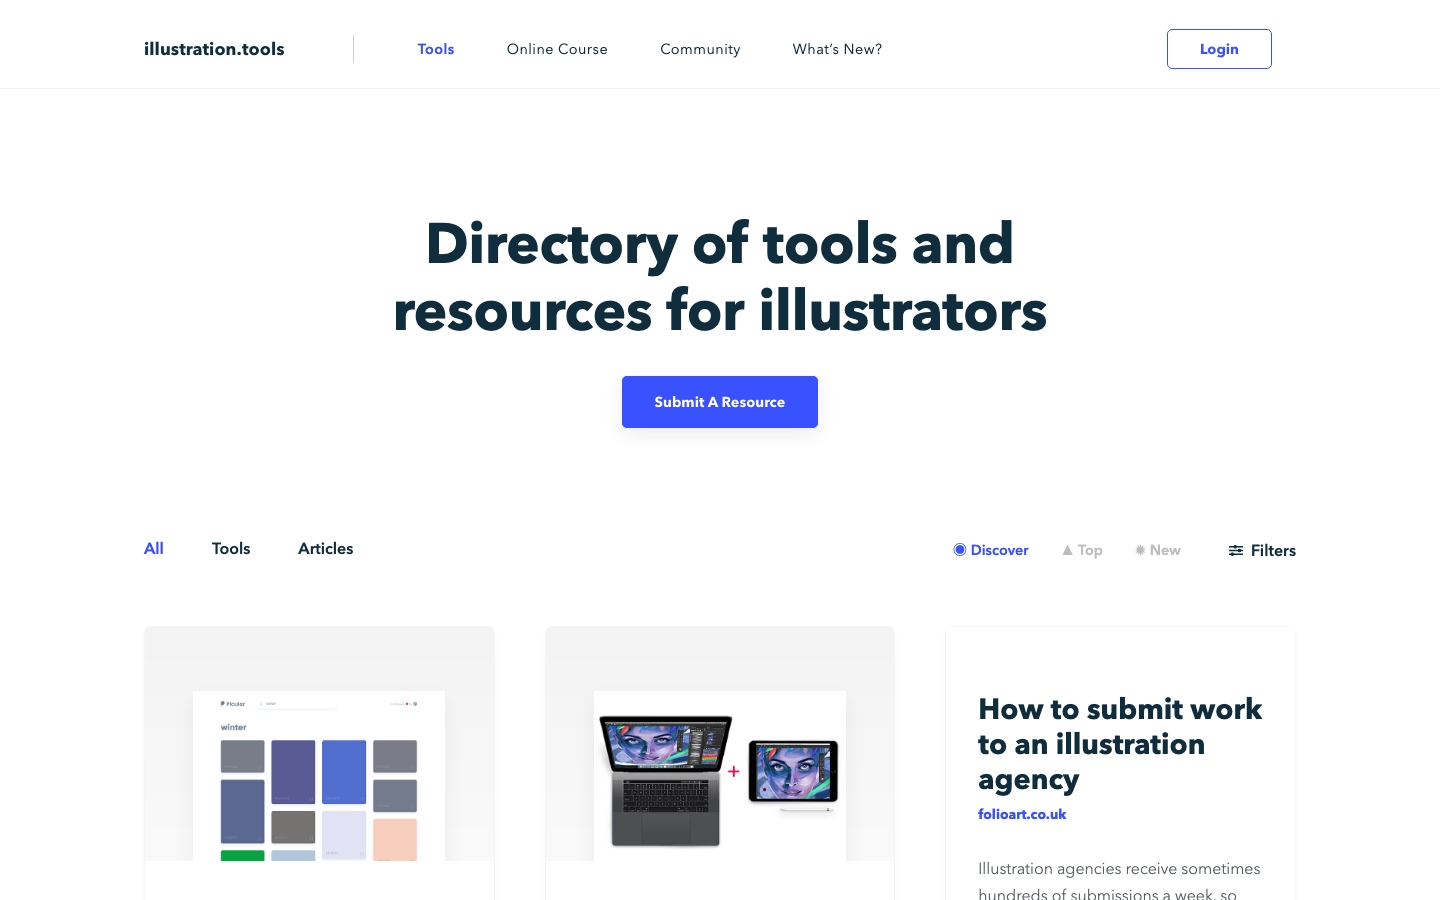 illustration.tools
Tools
Online Course
Community
What's New?
Login
Directory of tools and
resources for illustrators
Submit A Resource
All
Tools
Articles
Discover
Top
New
Filters
Picular
winter
winter
How to submit work
to an illustration
agency
folioart.co.uk
Illustration agencies receive sometimes
hundreds of submissions a week, so